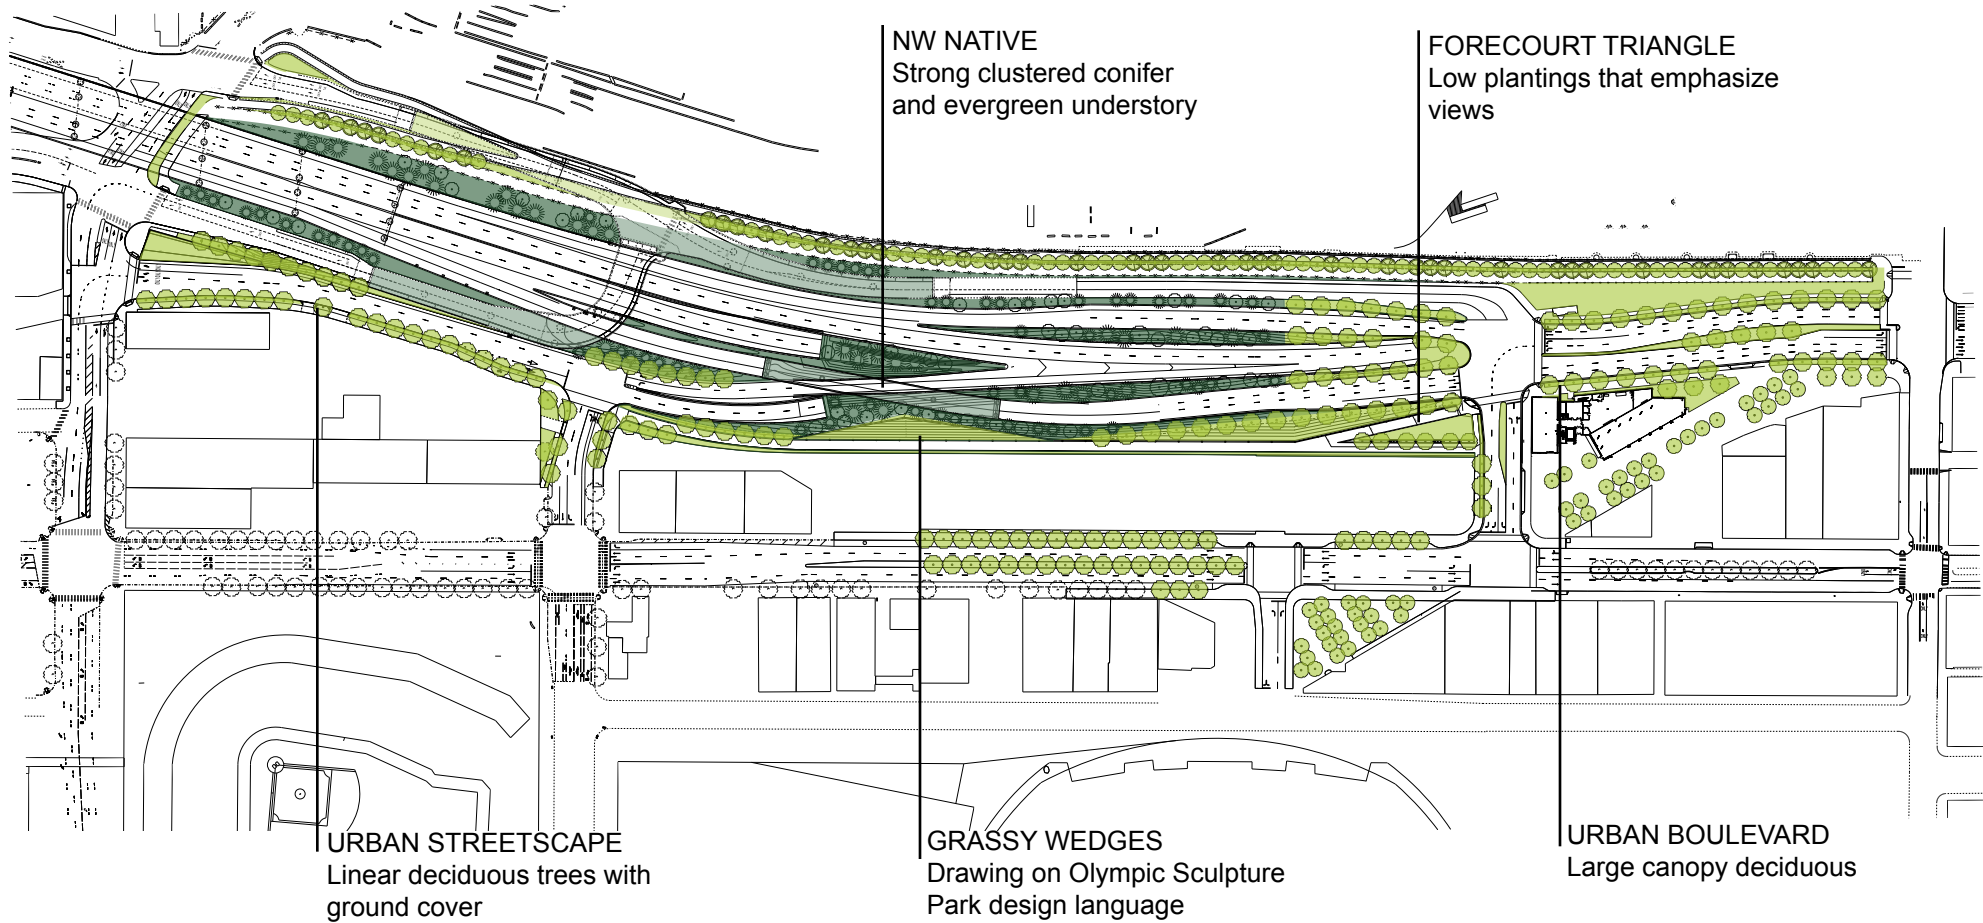 NW NATIVE
Strong clustered conifer
and evergreen understory
FORECOURT TRIANGLE
Low plantings that emphasize
views
URBAN STREETSCAPE
Linear deciduous trees with
ground cover
GRASSY WEDGES
Drawing on Olympic Sculpture
Park design language
URBAN BOULEVARD
Large canopy deciduous